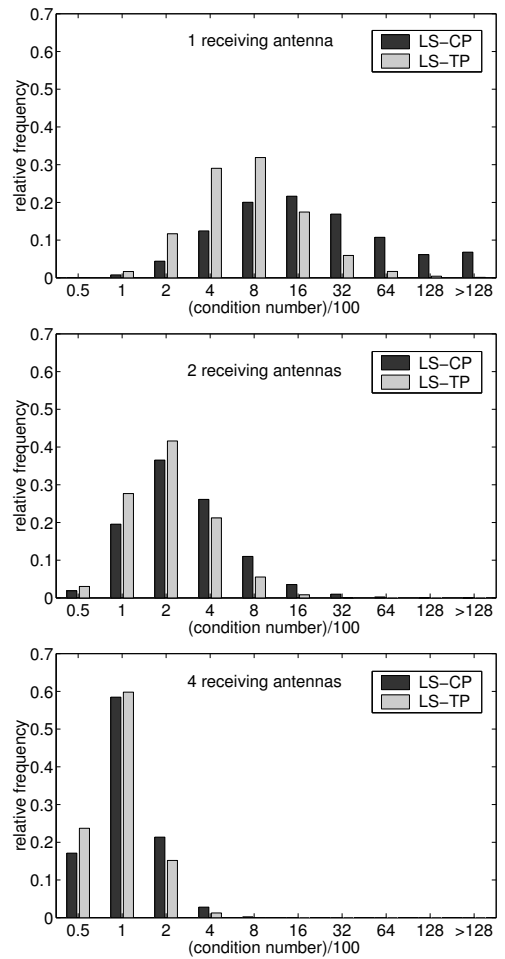 1 receiving antenna
LS−CP
LS−TP
relative frequency
0.7
0.6
0.5
0.4
0.3
0.2
0.1
0
0.5 1 2 4 8 16 32 64 128 >128
(condition number)/100
2 receiving antennas
LS−CP
LS−TP
relative frequency
0.7
0.6
0.5
0.4
0.3
0.2
0.1
0
0.5 1 2 4 8 16 32 64 128 >128
(condition number)/100
4 receiving antennas
LS−CP
LS−TP
relative frequency
0.7
0.6
0.5
0.4
0.3
0.2
0.1
0
0.5 1 2 4 8 16 32 64 128 >128
(condition number)/100